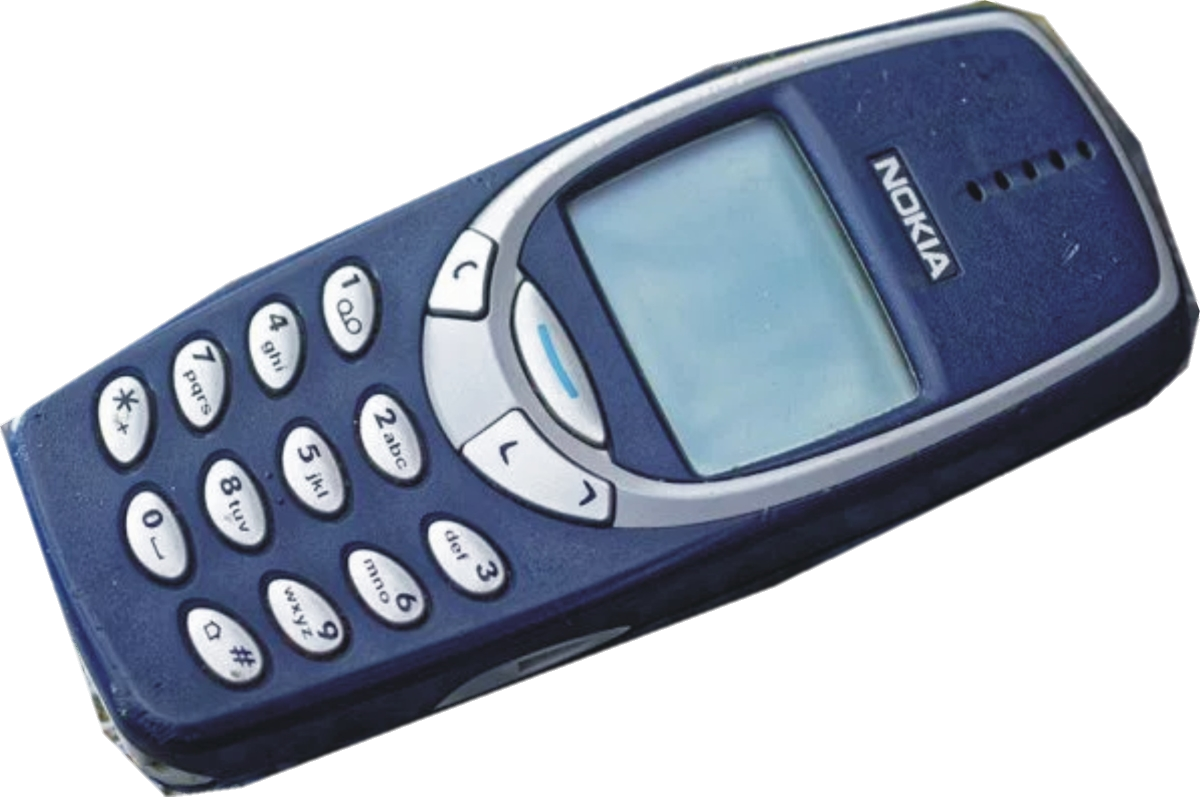 NOKIA
C
1
2 abc
def 3
4 ghi
5 jkl
mno 6
7 pqrs
8 tuv
wxyz 9
* +
0
#